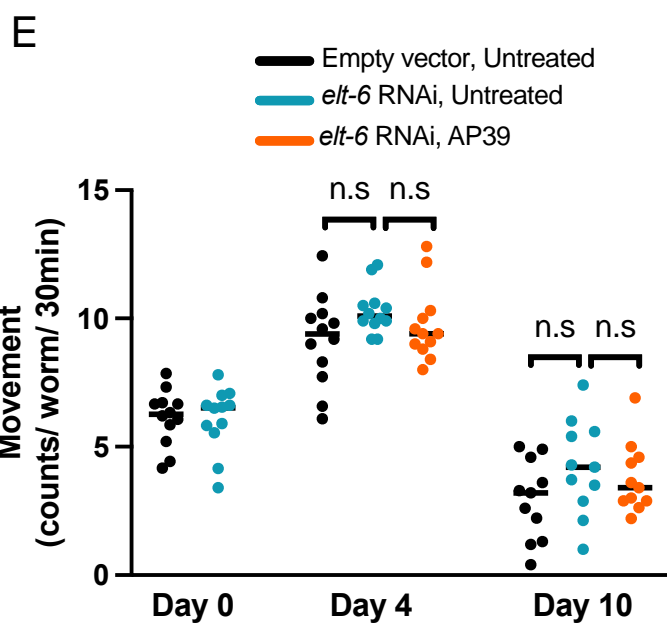 E
Empty vector, Untreated
elt-6 RNAi, Untreated
elt-6 RNAi, AP39
Movement
(counts/ worm/ 30min)
15
10
5
0
n.s n.s
n.s n.s
Day 0 Day 4 Day 10